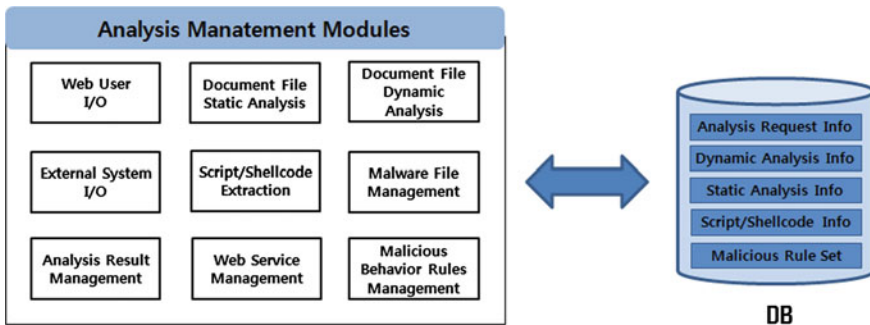 Analysis Manatement Modules
Web User
I/O
Document File
Static Analysis
Document File
Dynamic
Analysis
External System
I/O
Script/Shellcode
Extraction
Malware File
Management
Analysis Result
Management
Web Service
Management
Malicious
Behavior Rules
Management
Analysis Request Info
Dynamic Analysis Info
Static Analysis Info
Script/Shellcode Info
Malicious Rule Set
DB